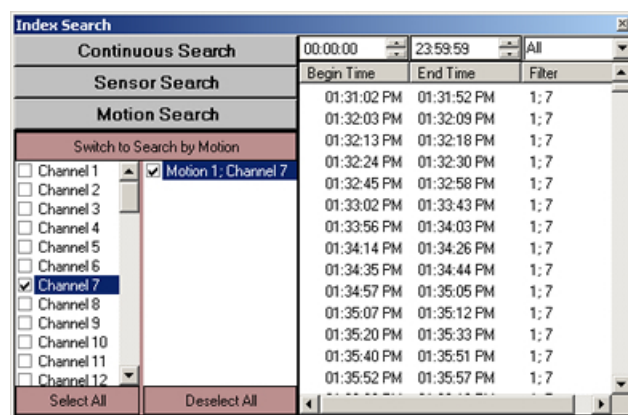 Index Search
Continuous Search
Sensor Search
Motion Search
Switch to Search by Motion
Channel 1
Channel 2
Channel 3
Channel 4
Channel 5
Channel 6
Channel 7
Channel 8
Channel 9
Channel 10
Channel 11
Channel 12
Motion 1; Channel 7
Select All
Deselect All
00:00:00 23:59:59 All
Begin Time End Time Filter
01:31:02 PM 01:31:52 PM 1; 7
01:32:03 PM 01:32:09 PM 1; 7
01:32:13 PM 01:32:18 PM 1; 7
01:32:24 PM 01:32:30 PM 1; 7
01:32:45 PM 01:32:58 PM 1; 7
01:33:02 PM 01:33:43 PM 1; 7
01:33:56 PM 01:34:03 PM 1; 7
01:34:14 PM 01:34:26 PM 1; 7
01:34:35 PM 01:34:44 PM 1; 7
01:34:57 PM 01:35:05 PM 1; 7
01:35:07 PM 01:35:12 PM 1; 7
01:35:20 PM 01:35:33 PM 1; 7
01:35:40 PM 01:35:51 PM 1; 7
01:35:52 PM 01:35:57 PM 1; 7